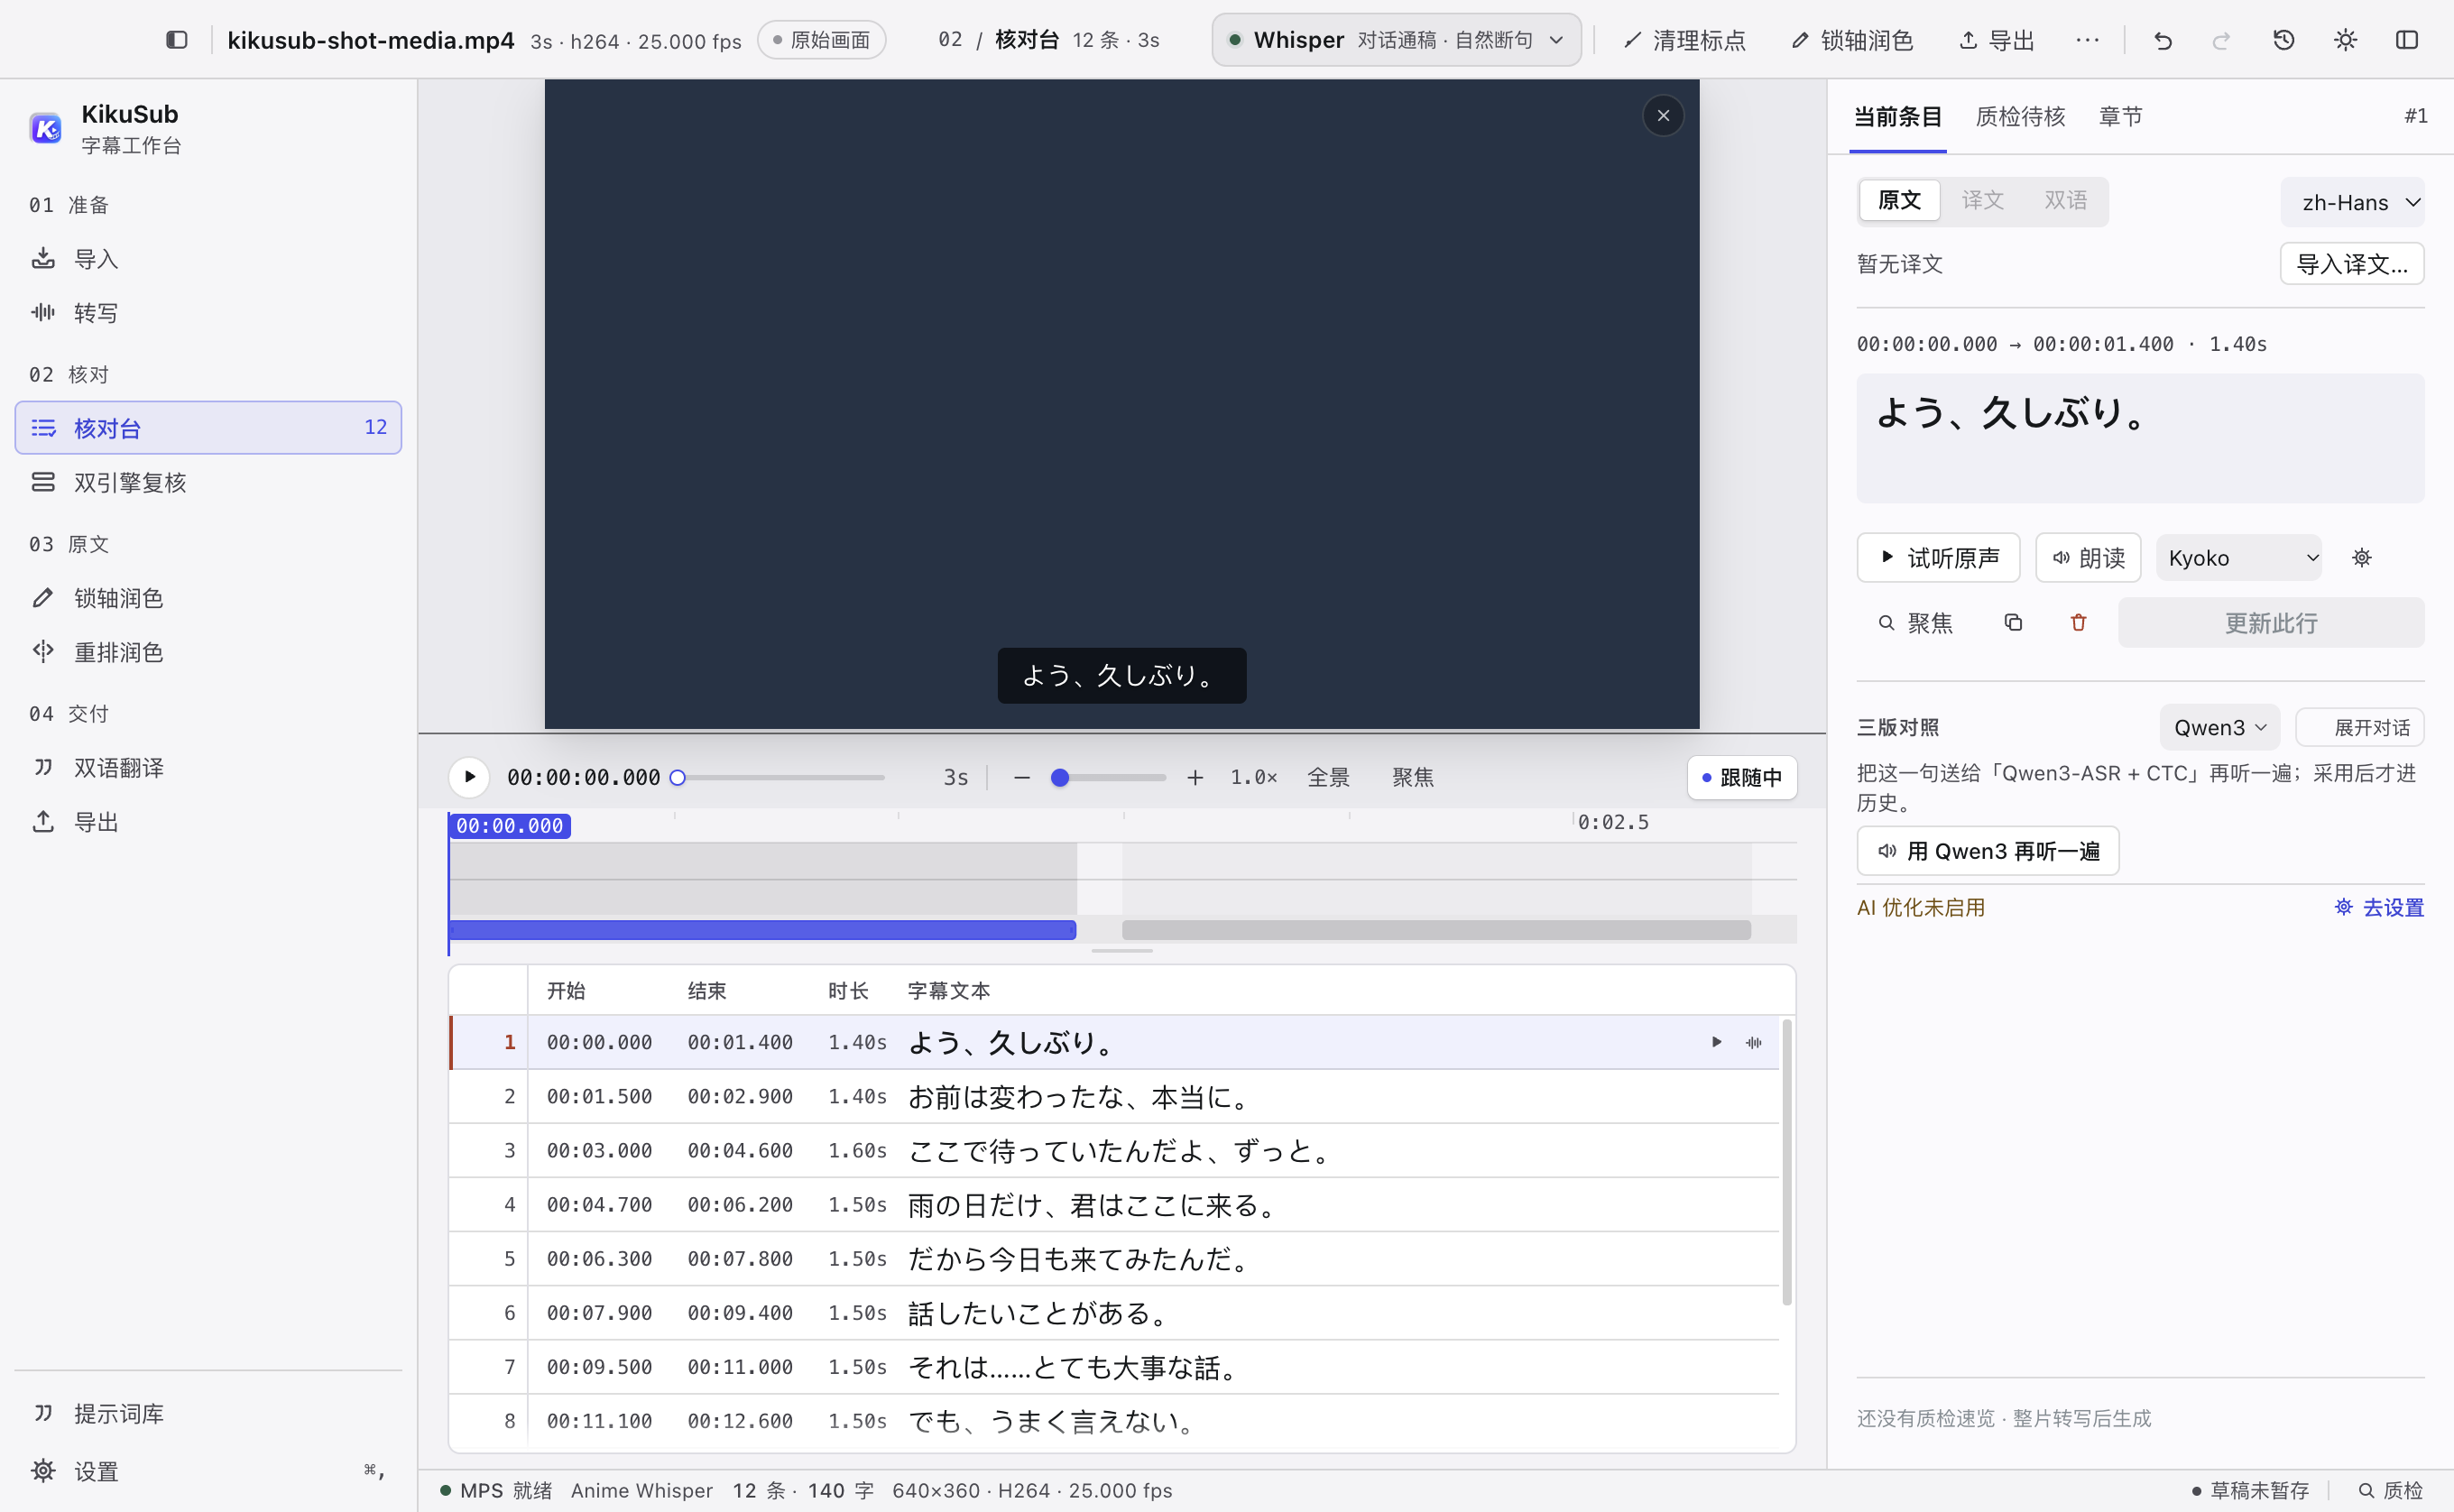 kikusub-shot-media.mp4 3s · h264 · 25.000 fps 原始画面 02 / 核对台 12 条 · 3s Whisper 对话通稿 · 自然断句 清理标点 锁轴润色 导出 ···
KikuSub
字幕工作台
01 准备
导入
转写
02 核对
核对台 12
双引擎复核
03 原文
锁轴润色
重排润色
04 交付
双语翻译
导出
提示词库
设置 ⌘,
よう、久しぶり。
00:00:00.000 3s − + 1.0× 全景 聚焦 跟随中
00:00.000 0:02.5
开始 结束 时长 字幕文本
1 00:00.000 00:01.400 1.40s よう、久しぶり。
2 00:01.500 00:02.900 1.40s お前は変わったな、本当に。
3 00:03.000 00:04.600 1.60s ここで待っていたんだよ、ずっと。
4 00:04.700 00:06.200 1.50s 雨の日だけ、君はここに来る。
5 00:06.300 00:07.800 1.50s だから今日も来てみたんだ。
6 00:07.900 00:09.400 1.50s 話したいことがある。
7 00:09.500 00:11.000 1.50s それは……とても大事な話。
8 00:11.100 00:12.600 1.50s でも、うまく言えない。
当前条目 质检待核 章节 #1
原文 译文 双语 zh-Hans
暂无译文 导入译文...
00:00:00.000 → 00:00:01.400 · 1.40s
よう、久しぶり。
试听原声 朗读 Kyoko
聚焦 更新此行
三版对照 Qwen3 展开对话
把这一句送给「Qwen3-ASR + CTC」再听一遍；采用后才进
历史。
用 Qwen3 再听一遍
AI 优化未启用 去设置
还没有质检速览 · 整片转写后生成
MPS 就绪 Anime Whisper 12 条 · 140 字 640×360 · H264 · 25.000 fps 草稿未暂存 质检